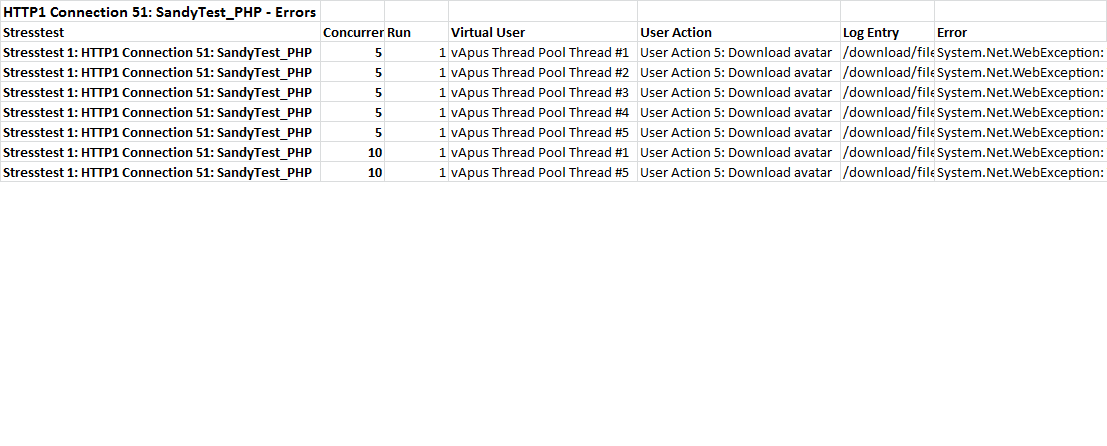 HTTP1 Connection 51: SandyTest_PHP - Errors
Stresstest Concurrer Run Virtual User User Action Log Entry Error
Stresstest 1: HTTP1 Connection 51: SandyTest_PHP 5 1 vApus Thread Pool Thread #1 User Action 5: Download avatar /download/file System.Net.WebException:
Stresstest 1: HTTP1 Connection 51: SandyTest_PHP 5 1 vApus Thread Pool Thread #2 User Action 5: Download avatar /download/file System.Net.WebException:
Stresstest 1: HTTP1 Connection 51: SandyTest_PHP 5 1 vApus Thread Pool Thread #3 User Action 5: Download avatar /download/file System.Net.WebException:
Stresstest 1: HTTP1 Connection 51: SandyTest_PHP 5 1 vApus Thread Pool Thread #4 User Action 5: Download avatar /download/file System.Net.WebException:
Stresstest 1: HTTP1 Connection 51: SandyTest_PHP 5 1 vApus Thread Pool Thread #5 User Action 5: Download avatar /download/file System.Net.WebException:
Stresstest 1: HTTP1 Connection 51: SandyTest_PHP 10 1 vApus Thread Pool Thread #1 User Action 5: Download avatar /download/file System.Net.WebException:
Stresstest 1: HTTP1 Connection 51: SandyTest_PHP 10 1 vApus Thread Pool Thread #5 User Action 5: Download avatar /download/file System.Net.WebException: